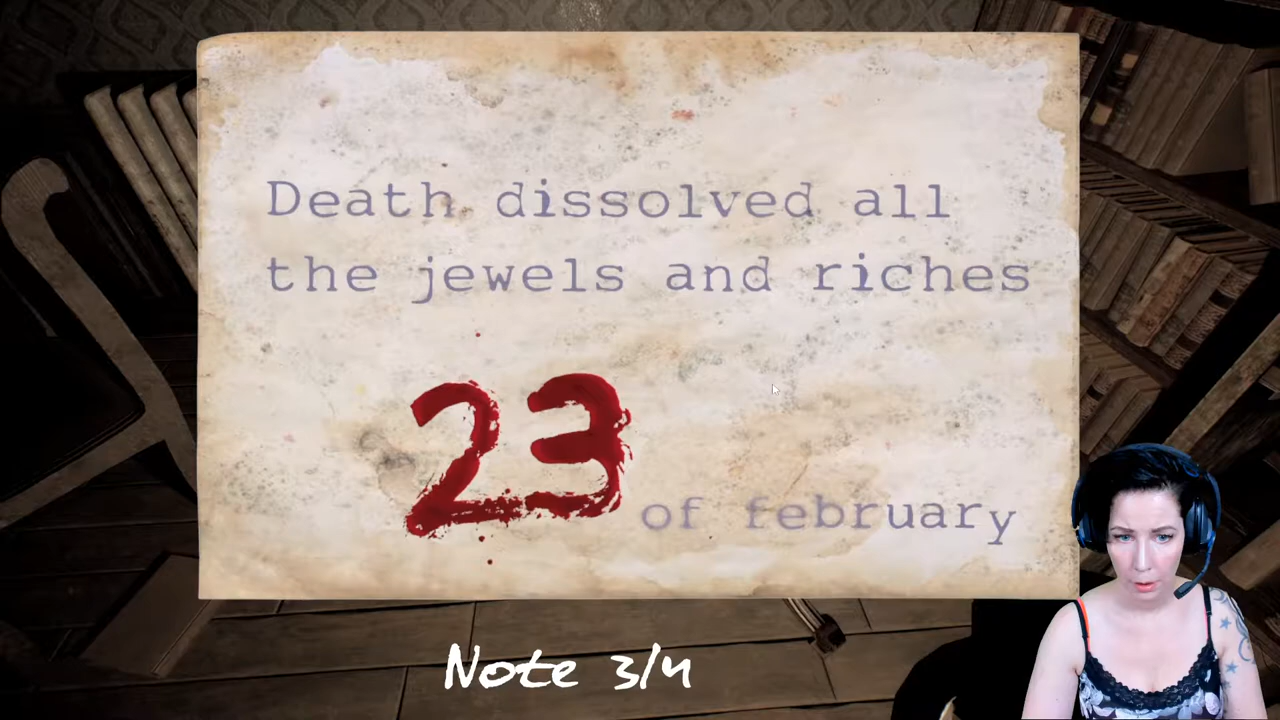 Death dissolved all
the jewels and riches
23 of february
Note 3/4